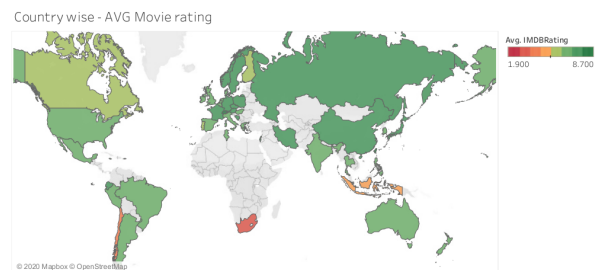 Country wise - AVG Movie rating
Avg. IMDBRating
1.900 8.700
© 2020 Mapbox © OpenStreetMap